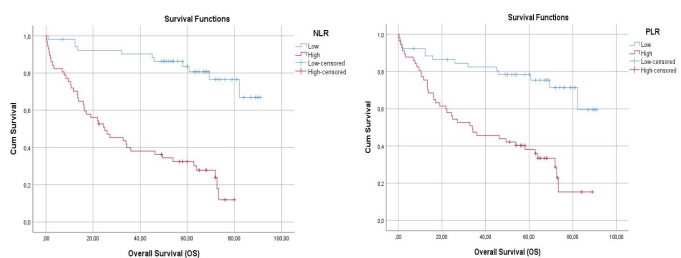 Survival Functions
NLR
Low
High
Low-censored
High-censored
1,0
0,8
0,6
0,4
0,2
0,0
Cum Survival
,00 20,00 40,00 60,00 80,00 100,00
Overall Survival (OS)
Survival Functions
PLR
Low
High
Low-censored
High-censored
1,0
0,8
0,6
0,4
0,2
0,0
Cum Survival
,00 20,00 40,00 60,00 80,00 100,00
Overall Survival (OS)